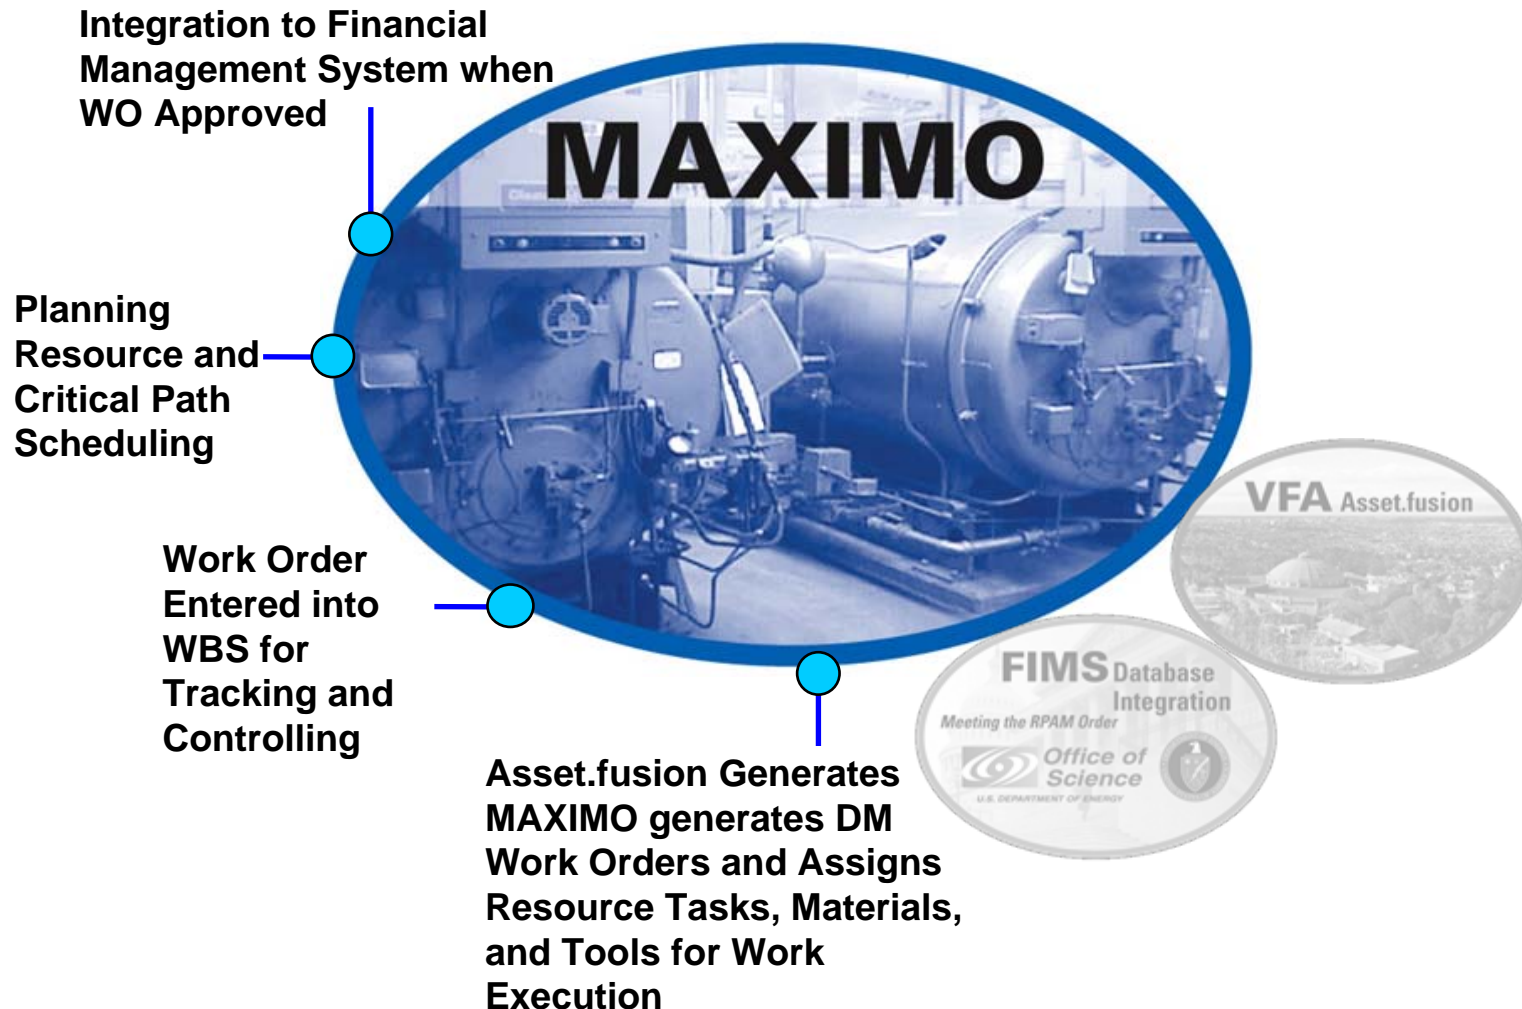 Integration to Financial
Management System when
WO Approved
MAXIMO
Planning
Resource and
Critical Path
Scheduling
VFA Asset.fusion
Work Order
Entered into
WBS for
Tracking and
Controlling
FIMS Database
Integration
Meeting the RPAM Order
Office of
Science
U.S. DEPARTMENT OF ENERGY
Asset.fusion Generates
MAXIMO generates DM
Work Orders and Assigns
Resource Tasks, Materials,
and Tools for Work
Execution